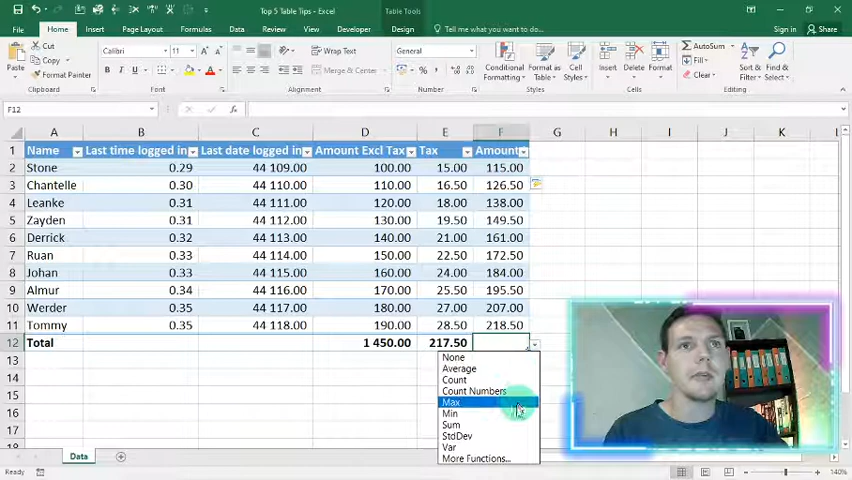 Top 5 Table Tips - Excel
Table Tools
File Home Insert Page Layout Formulas Data Review View Developer Design Tell me what you want to do Sign in Share
Cut
Copy
Format Painter
Paste
Clipboard
Calibri 11
B I U
Font
Wrap Text
Merge & Center
Alignment
General
%
Number
Conditional Formatting
Format as Table
Cell Styles
Styles
Insert Delete Format
Cells
AutoSum
Fill
Clear
Sort & Filter
Find & Select
Editing
F12 fx
A B C D E F G H I J K L
1 Name Last time logged in Last date logged in Amount Excl Tax Tax Amount
2 Stone 0.29 44 109.00 100.00 15.00 115.00
3 Chantelle 0.30 44 110.00 110.00 16.50 126.50
4 Leanke 0.31 44 111.00 120.00 18.00 138.00
5 Zayden 0.31 44 112.00 130.00 19.50 149.50
6 Derrick 0.32 44 113.00 140.00 21.00 161.00
7 Ruan 0.33 44 114.00 150.00 22.50 172.50
8 Johan 0.33 44 115.00 160.00 24.00 184.00
9 Almur 0.34 44 116.00 170.00 25.50 195.50
10 Werder 0.35 44 117.00 180.00 27.00 207.00
11 Tommy 0.35 44 118.00 190.00 28.50 218.50
12 Total 1 450.00 217.50
13
14
15
16
17
18
None
Average
Count
Count Numbers
Max
Min
Sum
StdDev
Var
More Functions...
Data
Ready
140%